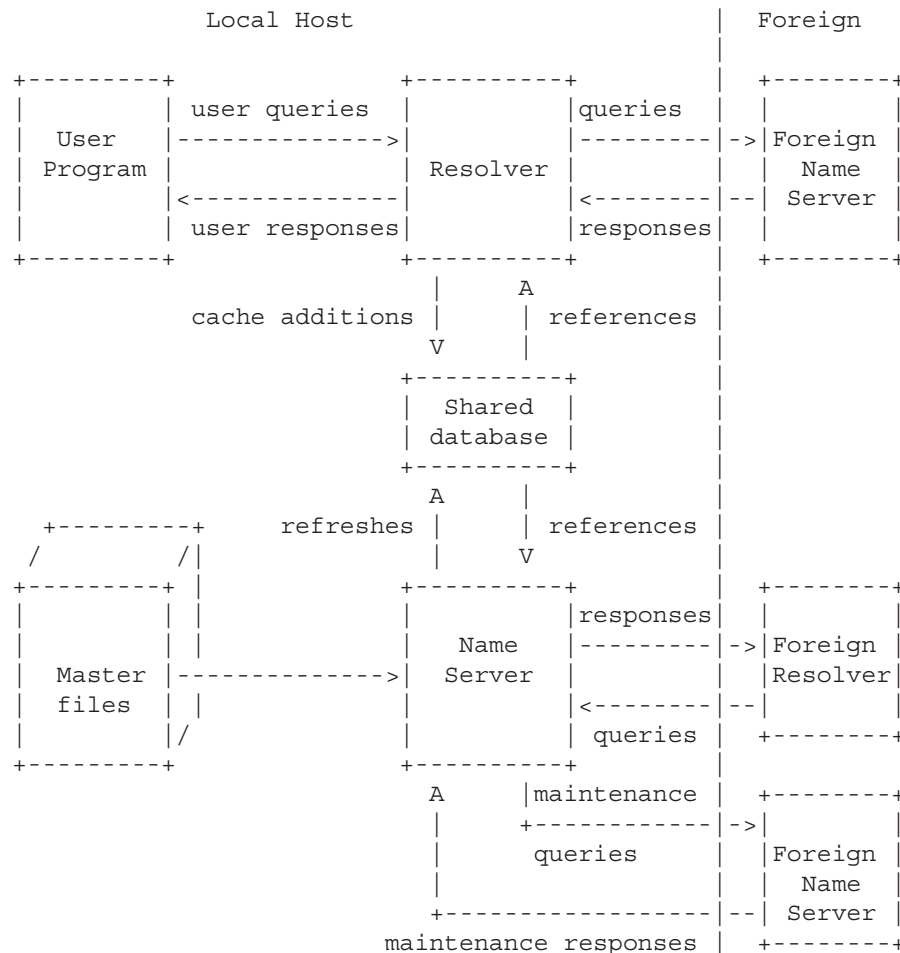 Local Host | Foreign
|
+---------+ +----------+ | +--------+
| | user queries | |queries | | |
| User |-------------->| |---------|->|Foreign |
| Program | | Resolver | | | Name |
| |<--------------| |<--------|--| Server |
| | user responses| |responses| | |
+---------+ +----------+ | +--------+
| A |
cache additions | | references |
V | |
+----------+ |
| Shared | |
| database | |
+----------+ |
A | |
+---------+ refreshes | | references |
/ /| | V |
+---------+ | +----------+ | +--------+
| | | | |responses| | |
| | | | Name |---------|->|Foreign |
| Master |-------------->| Server | | |Resolver|
| files | | | |<--------|--| |
| |/ | | queries | +--------+
+---------+ +----------+ |
A |maintenance | +--------+
| +------------|->| |
| queries | |Foreign |
| | | Name |
+------------------|--| Server |
maintenance responses | +--------+